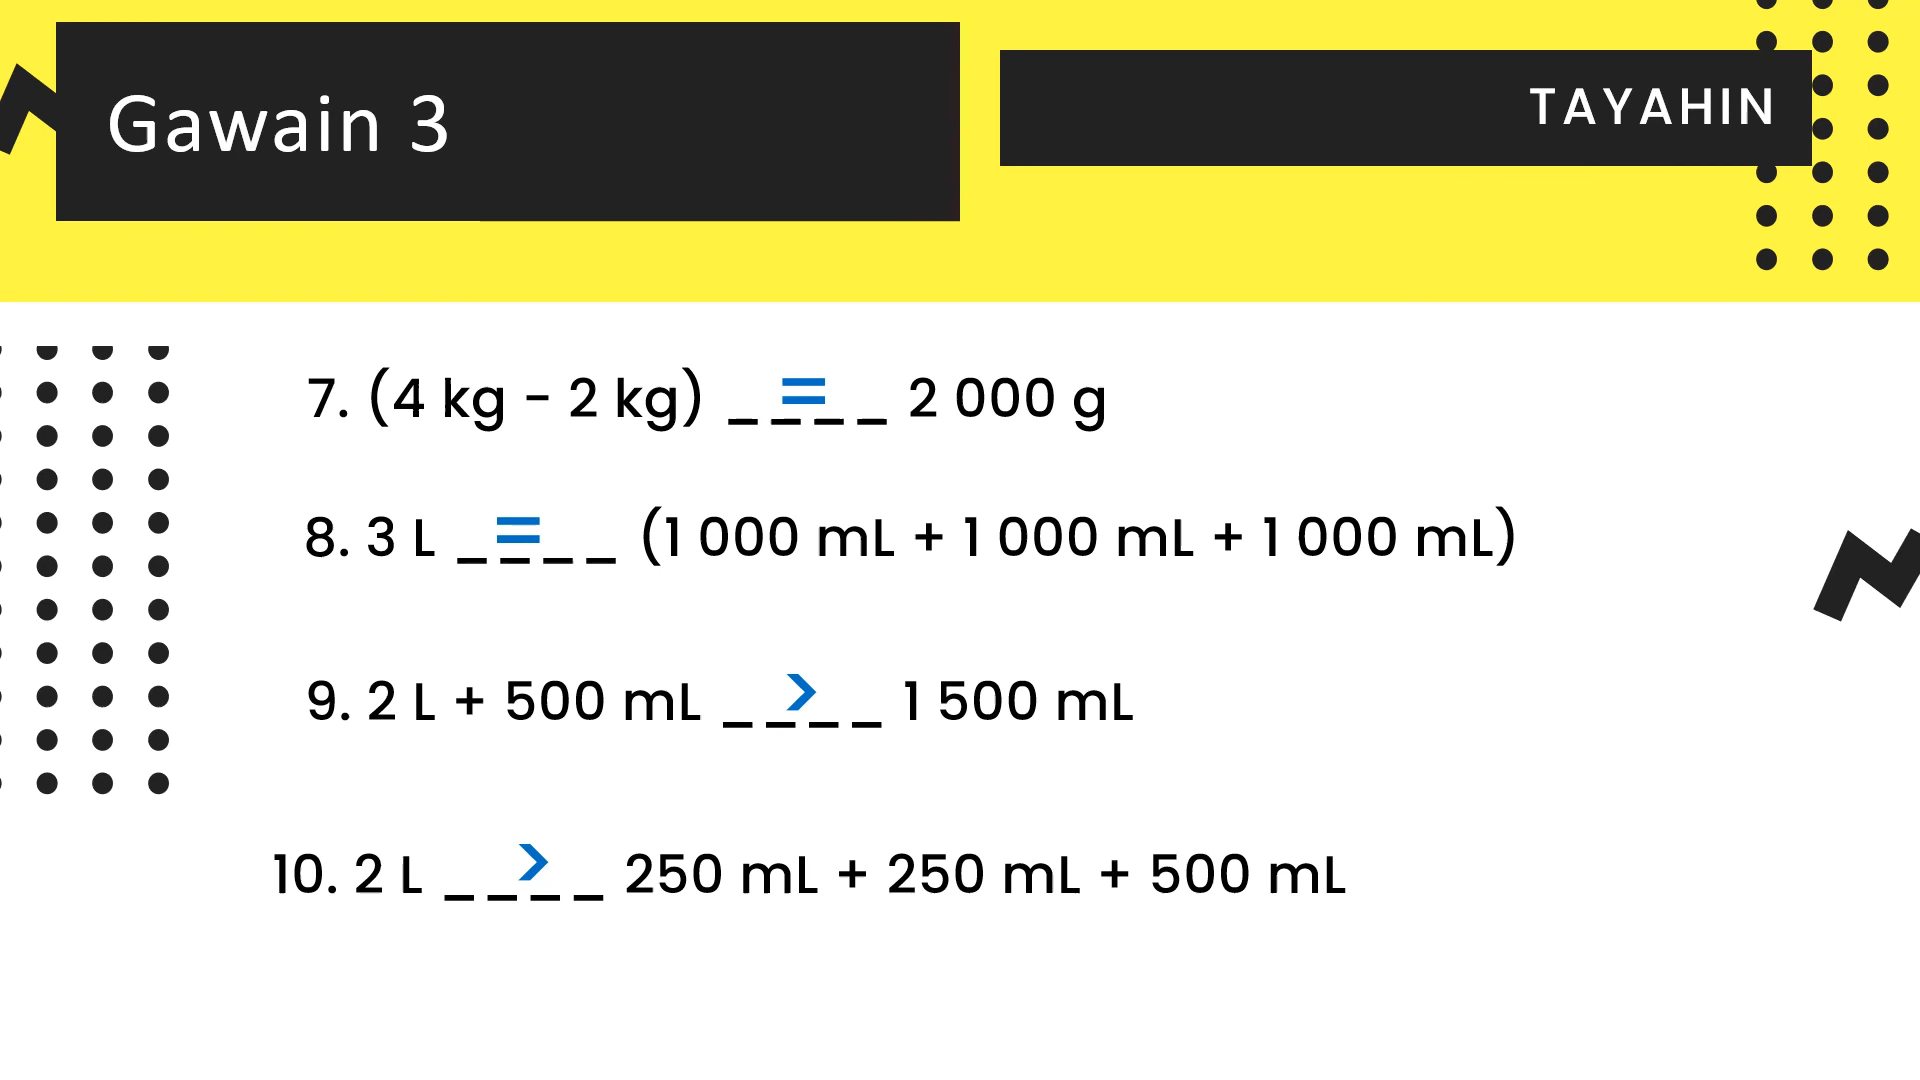 Gawain 3
TAYAHIN
7. (4 kg - 2 kg) _ _ = _ _ 2 000 g
8. 3 L _ = _ _ _ (1 000 mL + 1 000 mL + 1 000 mL)
9. 2 L + 500 mL _ _ > _ _ 1 500 mL
10. 2 L _ _ > _ _ 250 mL + 250 mL + 500 mL